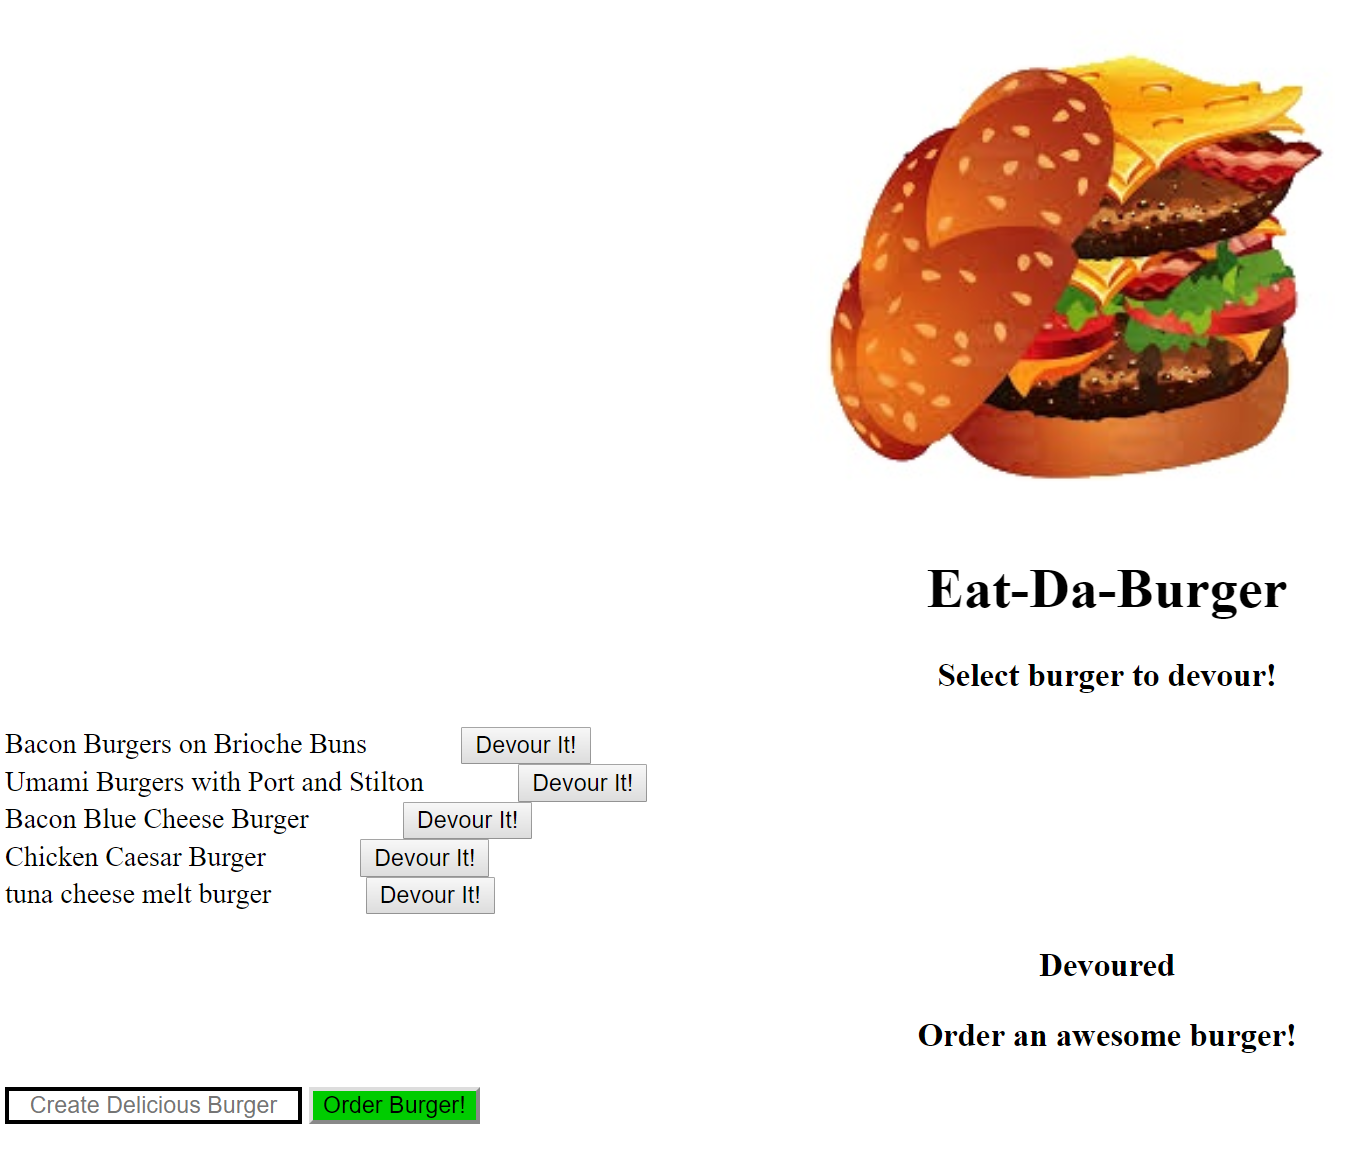 Eat-Da-Burger
Select burger to devour!
Bacon Burgers on Brioche Buns Devour It!
Umami Burgers with Port and Stilton Devour It!
Bacon Blue Cheese Burger Devour It!
Chicken Caesar Burger Devour It!
tuna cheese melt burger Devour It!
Devoured
Order an awesome burger!
Create Delicious Burger Order Burger!